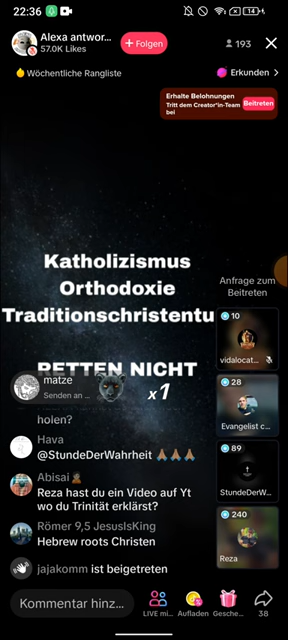 22:36
14
Alexa antwor...
57.0K Likes
+ Folgen
193
Wöchentliche Rangliste
Erkunden
Erhalte Belohnungen
Tritt dem Creator*in-Team
bei
Beitreten
Katholizismus
Orthodoxie
Traditionschristentu
RETTEN NICHT
Anfrage zum
Beitreten
10
vidalocat...
28
Evangelist c...
89
StundeDerW...
240
Reza
matze
Senden an ...
x1
holen?
Hava
@StundeDerWahrheit 🙏🙏🙏
Abisai
Reza hast du ein Video auf Yt
wo du Trinität erklärst?
Römer 9,5 JesusIsKing
Hebrew roots Christen
jajakomm ist beigetreten
Kommentar hinz...
LIVE mi...
Aufladen
Gesche...
38